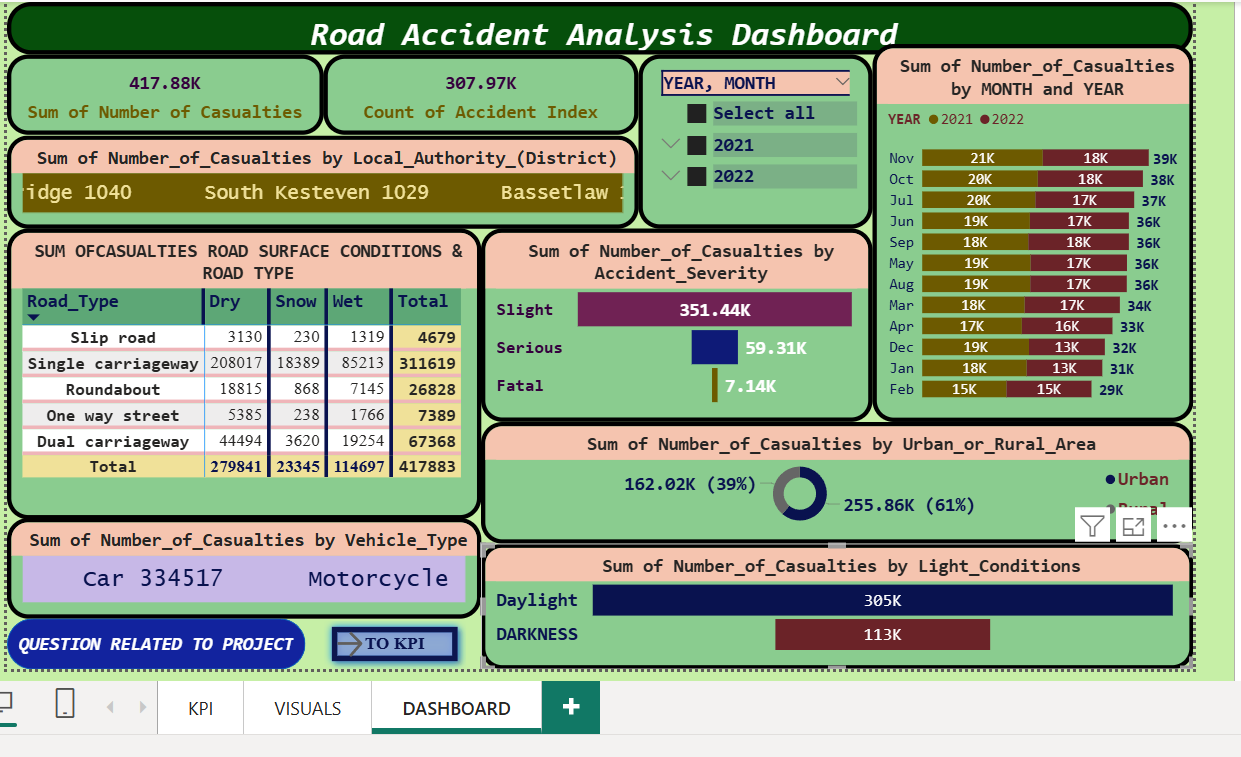 Road Accident Analysis Dashboard
417.88K
Sum of Number of Casualties
307.97K
Count of Accident Index
YEAR, MONTH
Select all
2021
2022
Sum of Number_of_Casualties by Local_Authority_(District)
ridge 1040 South Kesteven 1029 Bassetlaw
Sum of Number_of_Casualties
by MONTH and YEAR
YEAR 2021 2022
Nov 21K 18K 39K
Oct 20K 18K 38K
Jul 20K 17K 37K
Jun 19K 17K 36K
Sep 18K 18K 36K
May 19K 17K 36K
Aug 19K 17K 36K
Mar 18K 17K 34K
Apr 17K 16K 33K
Dec 19K 13K 32K
Jan 18K 13K 31K
Feb 15K 15K 29K
SUM OFCASUALTIES ROAD SURFACE CONDITIONS &
ROAD TYPE
Road_Type Dry Snow Wet Total
Slip road 3130 230 1319 4679
Single carriageway 208017 18389 85213 311619
Roundabout 18815 868 7145 26828
One way street 5385 238 1766 7389
Dual carriageway 44494 3620 19254 67368
Total 279841 23345 114697 417883
Sum of Number_of_Casualties by
Accident_Severity
Slight 351.44K
Serious 59.31K
Fatal 7.14K
Sum of Number_of_Casualties by Urban_or_Rural_Area
162.02K (39%)
255.86K (61%)
Urban
Rural
Sum of Number_of_Casualties by Vehicle_Type
Car 334517 Motorcycle
Sum of Number_of_Casualties by Light_Conditions
Daylight 305K
DARKNESS 113K
QUESTION RELATED TO PROJECT
TO KPI
KPI VISUALS DASHBOARD +